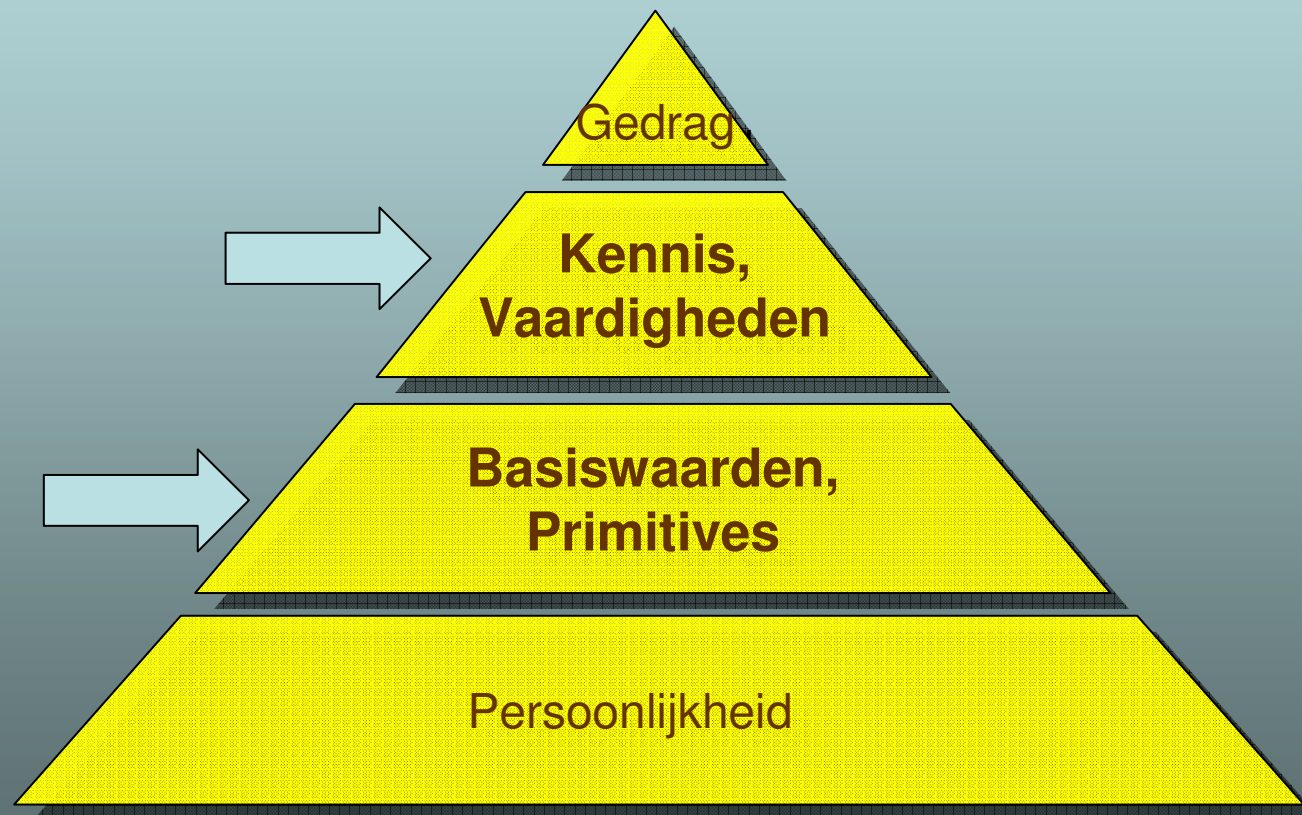 Gedrag
Kennis,
Vaardigheden
Basiswaarden,
Primitives
Persoonlijkheid